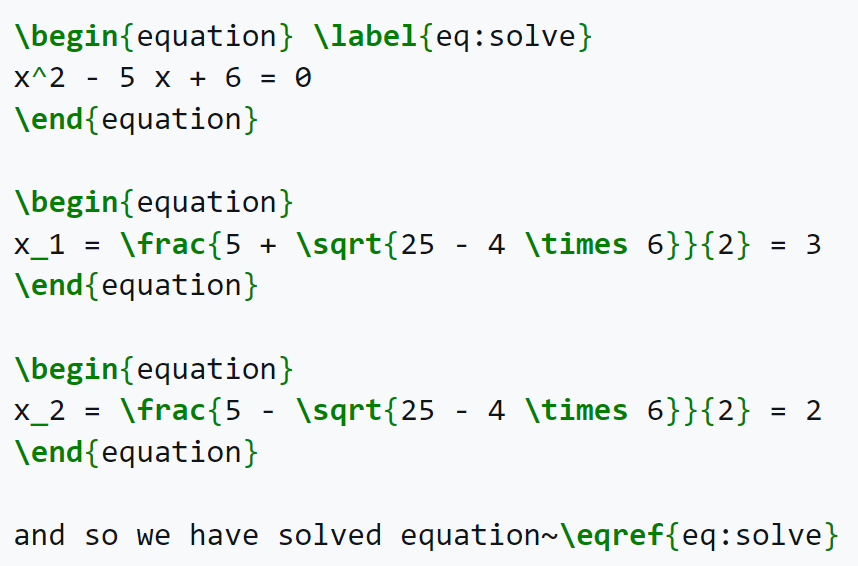 \begin{equation} \label{eq:solve}
x^2 - 5 x + 6 = 0
\end{equation}

\begin{equation}
x_1 = \frac{5 + \sqrt{25 - 4 \times 6}}{2} = 3
\end{equation}

\begin{equation}
x_2 = \frac{5 - \sqrt{25 - 4 \times 6}}{2} = 2
\end{equation}

and so we have solved equation~\eqref{eq:solve}